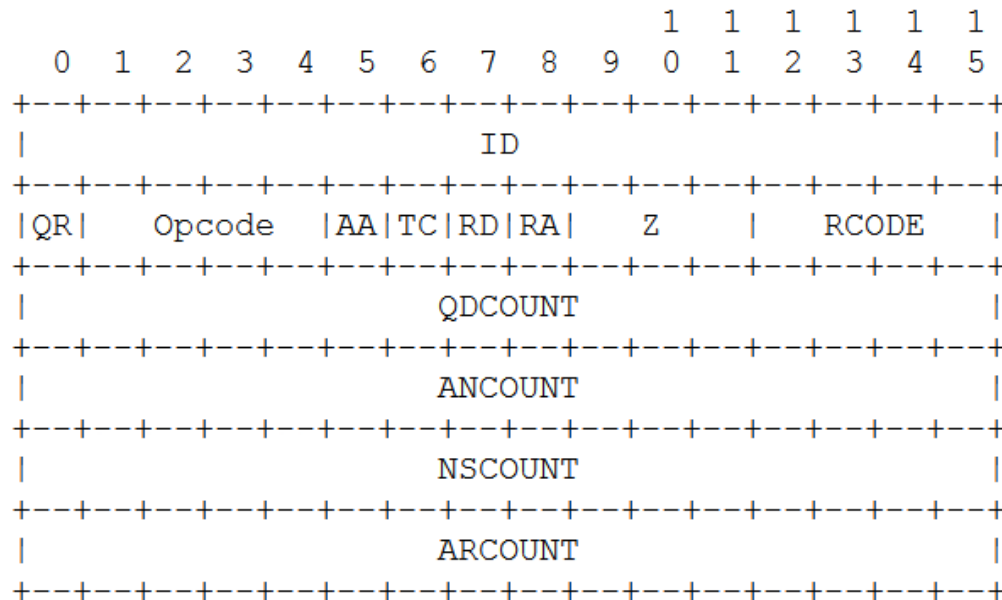 1  1  1  1  1  1
  0  1  2  3  4  5  6  7  8  9  0  1  2  3  4  5
+--+--+--+--+--+--+--+--+--+--+--+--+--+--+--+--+
|                      ID                       |
+--+--+--+--+--+--+--+--+--+--+--+--+--+--+--+--+
|QR|   Opcode  |AA|TC|RD|RA|   Z    |   RCODE   |
+--+--+--+--+--+--+--+--+--+--+--+--+--+--+--+--+
|                    QDCOUNT                    |
+--+--+--+--+--+--+--+--+--+--+--+--+--+--+--+--+
|                    ANCOUNT                    |
+--+--+--+--+--+--+--+--+--+--+--+--+--+--+--+--+
|                    NSCOUNT                    |
+--+--+--+--+--+--+--+--+--+--+--+--+--+--+--+--+
|                    ARCOUNT                    |
+--+--+--+--+--+--+--+--+--+--+--+--+--+--+--+--+